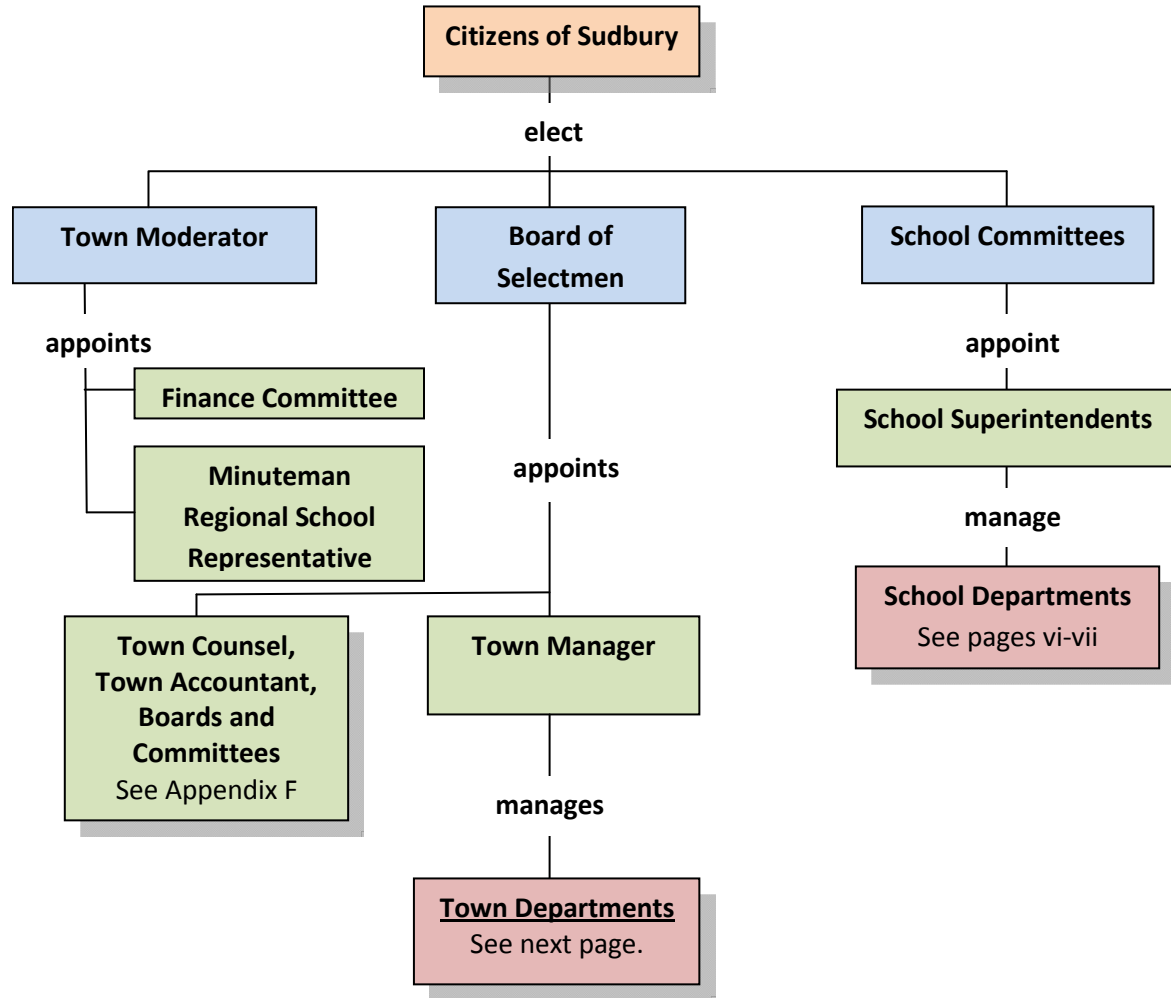 Citizens of Sudbury
elect
Town Moderator
Board of
Selectmen
School Committees
appoints
appoint
Finance Committee
School Superintendents
Minuteman
Regional School
Representative
appoints
manage
School Departments
See pages vi-vii
Town Counsel,
Town Accountant,
Boards and
Committees
See Appendix F
Town Manager
manages
Town Departments
See next page.